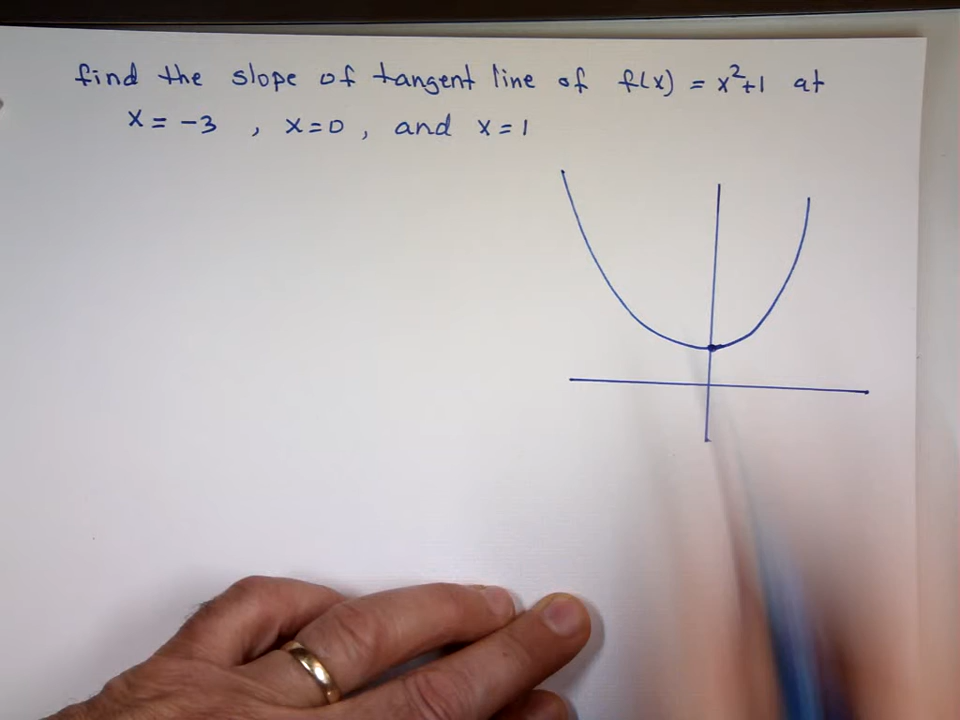 find the slope of tangent line of f(x) = x²+1 at
x = -3 , x=0 , and x=1